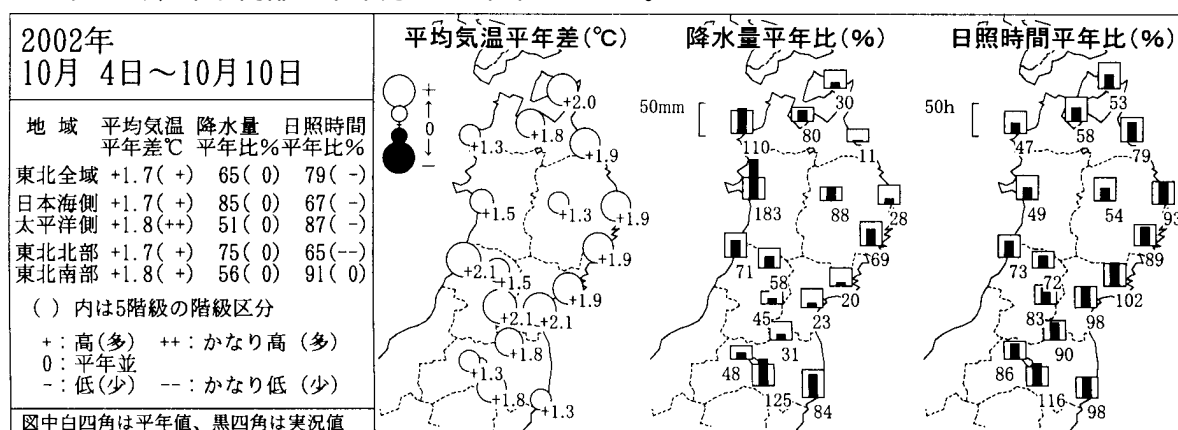 2002年
10月 4日～10月10日
地 域 平均気温 降水量 日照時間
平年差℃ 平年比% 平年比%
東北全域 +1.7( +) 65( 0) 79( -)
日本海側 +1.7( +) 85( 0) 67( -)
太平洋側 +1.8(++) 51( 0) 87( -)
東北北部 +1.7( +) 75( 0) 65(--)
東北南部 +1.8( +) 56( 0) 91( 0)
( ) 内は5階級の階級区分
+：高(多) ++：かなり高 (多)
0：平年並
-：低(少) --：かなり低 (少)
図中白四角は平年値、黒四角は実況値
平均気温平年差(℃)
+
↑
0
↓
-
+2.0
+1.8
+1.3
+1.9
+1.5
+1.3
+1.9
+1.9
+2.1
+1.5
+1.9
+2.1
+2.1
+1.8
+1.3
+1.8
+1.3
降水量平年比(%)
50mm
30
80
110
11
183
88
28
69
71
58
20
45
23
31
48
125
84
日照時間平年比(%)
50h
53
58
47
79
49
54
93
89
73
72
102
83
98
90
86
116
98